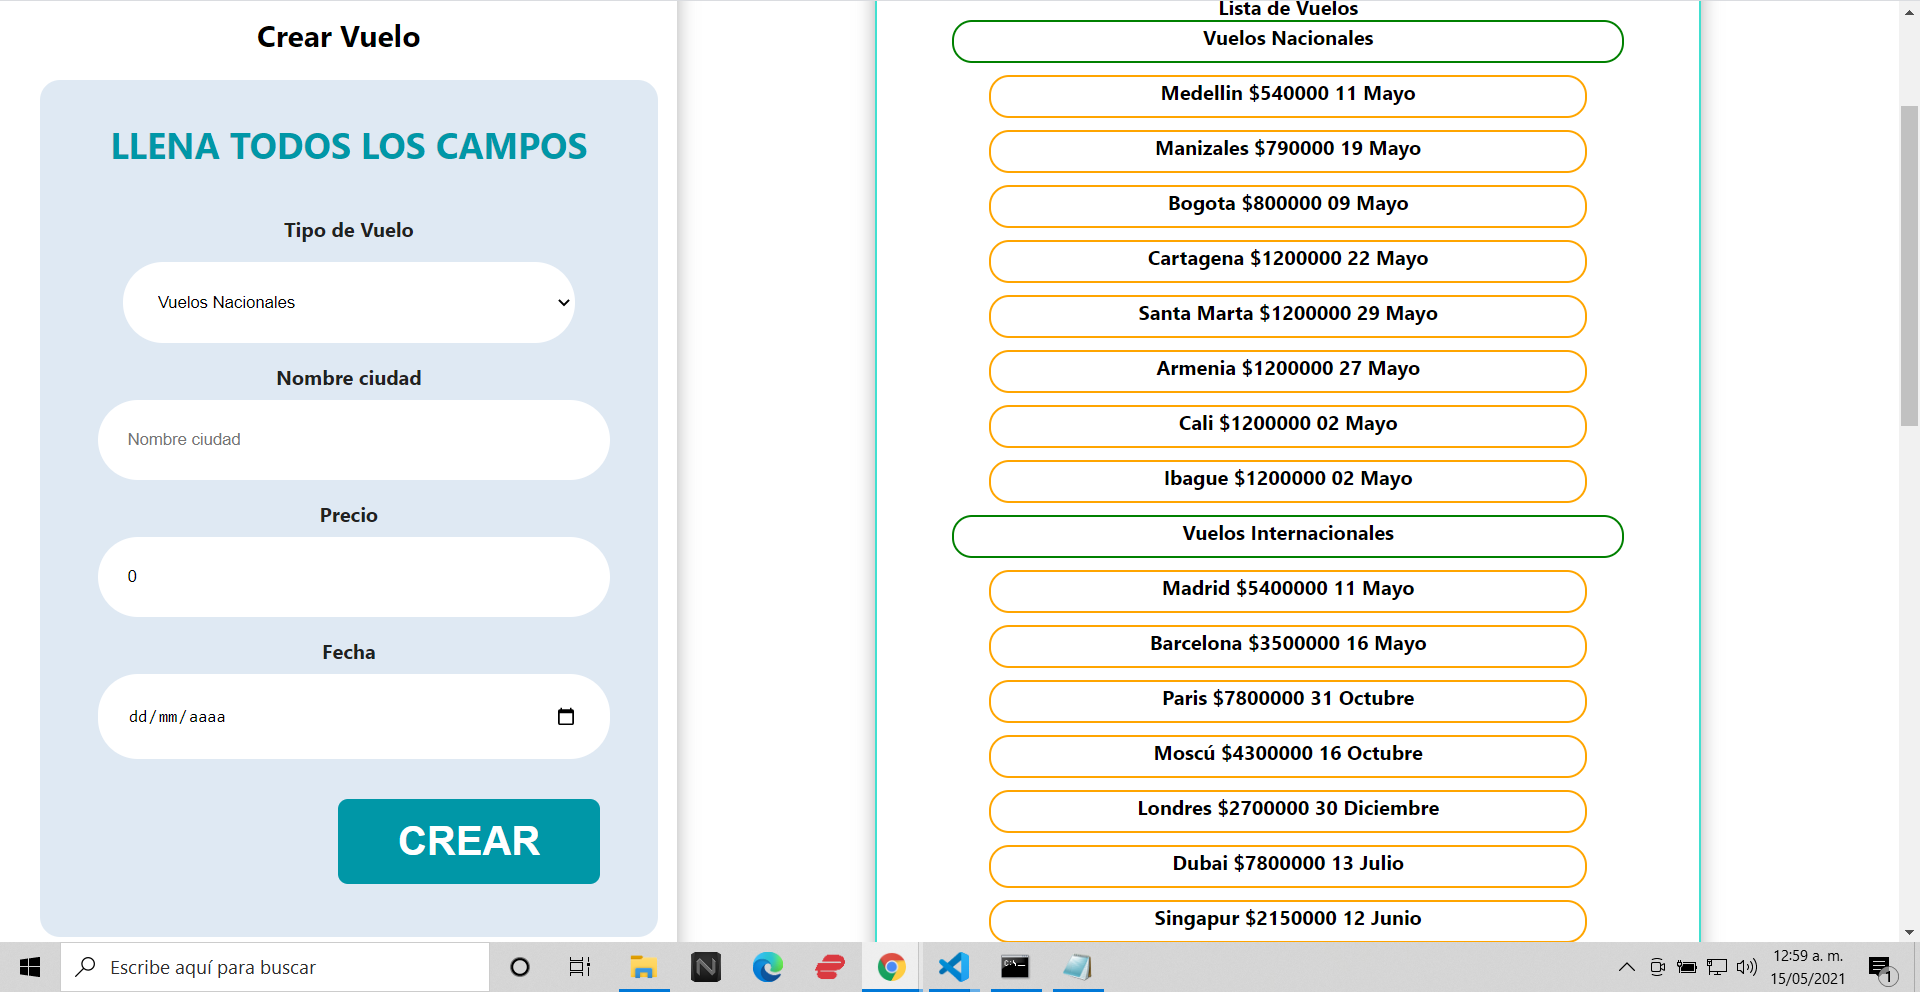 Crear Vuelo
LLENA TODOS LOS CAMPOS
Tipo de Vuelo
Vuelos Nacionales
Nombre ciudad
Nombre ciudad
Precio
0
Fecha
dd/mm/aaaa
CREAR
Lista de Vuelos
Vuelos Nacionales
Medellin $540000 11 Mayo
Manizales $790000 19 Mayo
Bogota $800000 09 Mayo
Cartagena $1200000 22 Mayo
Santa Marta $1200000 29 Mayo
Armenia $1200000 27 Mayo
Cali $1200000 02 Mayo
Ibague $1200000 02 Mayo
Vuelos Internacionales
Madrid $5400000 11 Mayo
Barcelona $3500000 16 Mayo
Paris $7800000 31 Octubre
Moscú $4300000 16 Octubre
Londres $2700000 30 Diciembre
Dubai $7800000 13 Julio
Singapur $2150000 12 Junio
Escribe aquí para buscar
N
C:\_
12:59 a. m.
15/05/2021
1